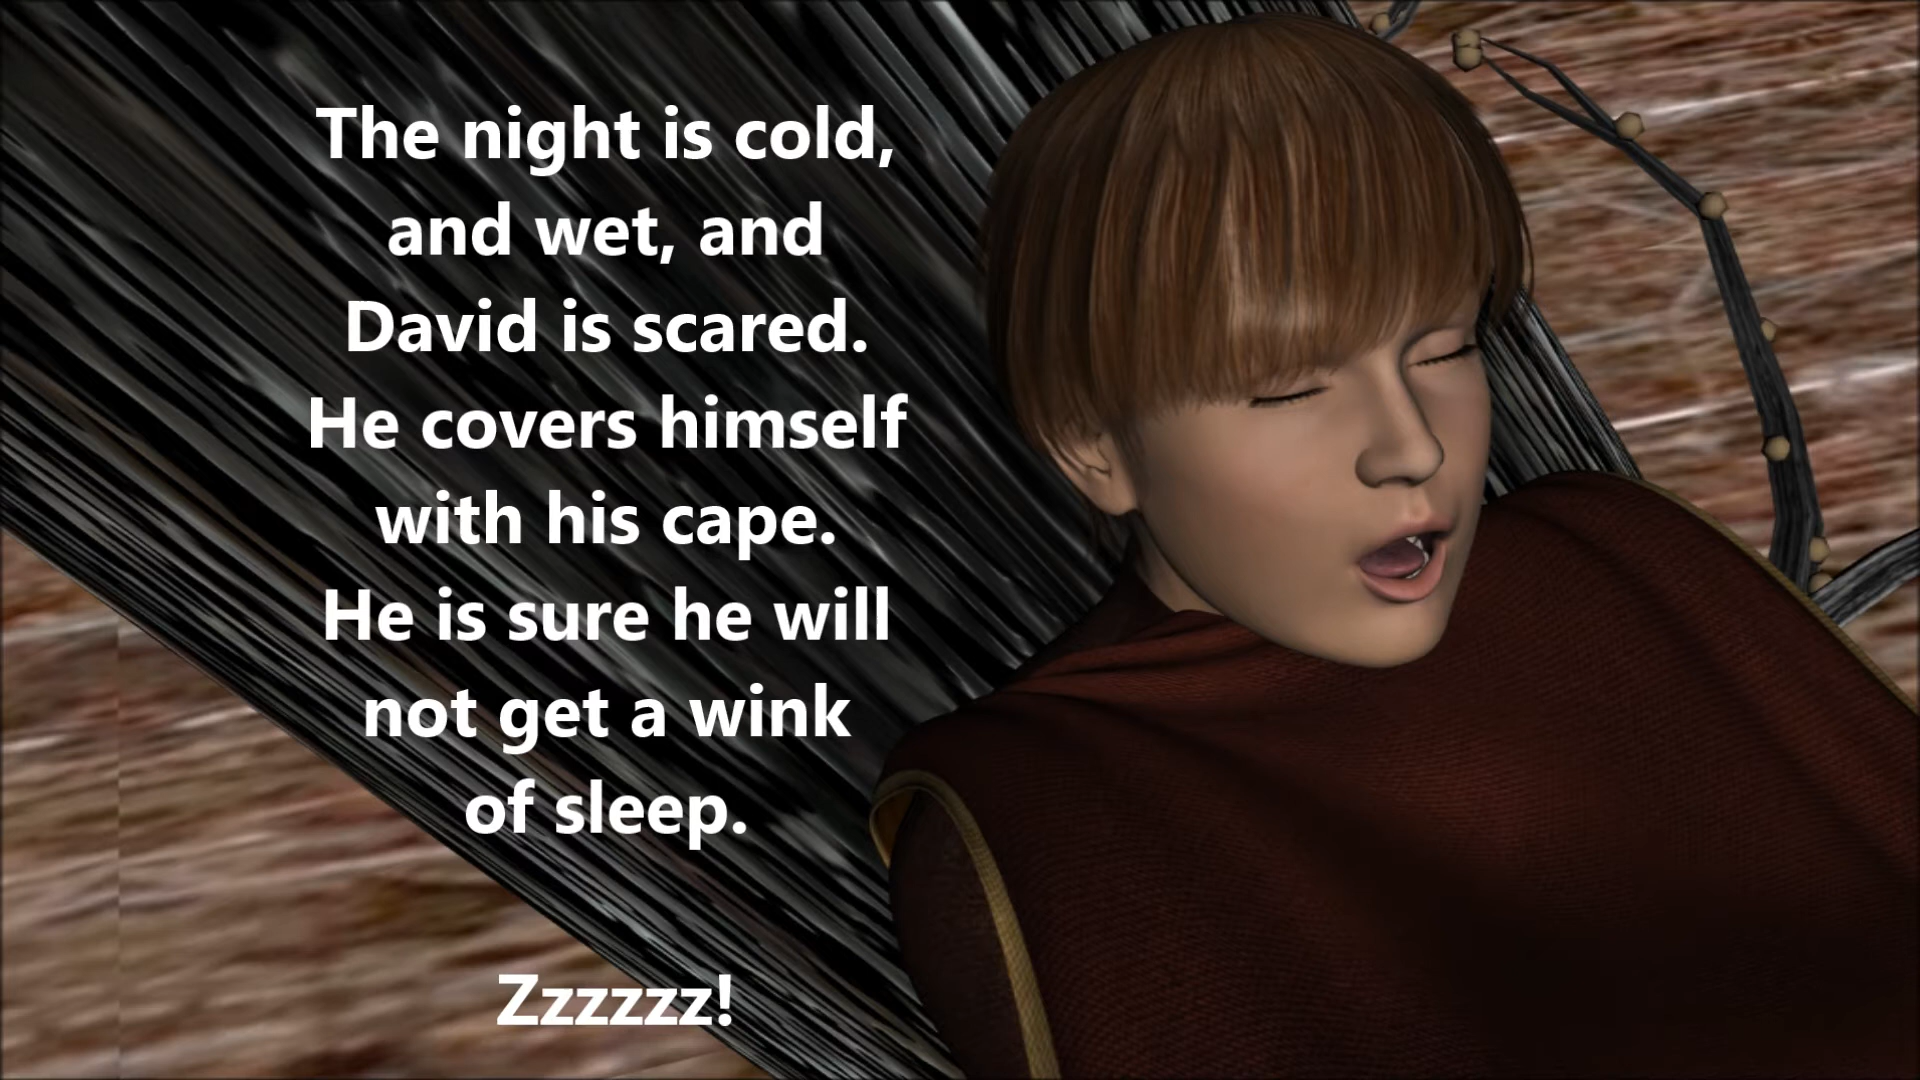 The night is cold,
and wet, and
David is scared.
He covers himself
with his cape.
He is sure he will
not get a wink
of sleep.
Zzzzzz!